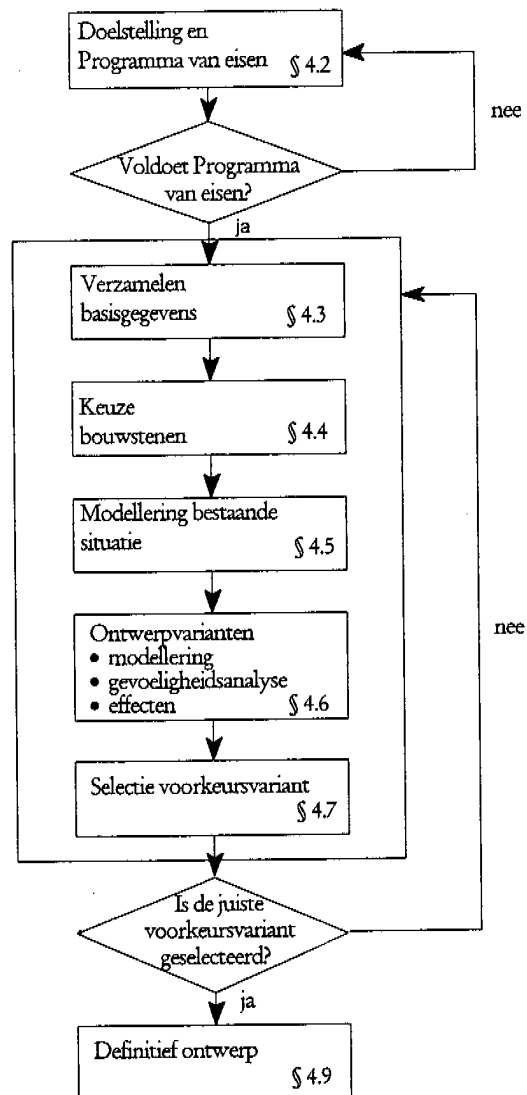 Doelstelling en
Programma van eisen § 4.2
nee
Voldoet Programma
van eisen?
ja
Verzamelen
basisgegevens § 4.3
Keuze
bouwstenen § 4.4
Modellering bestaande
situatie § 4.5
Ontwerpvarianten
• modellering
• gevoeligheidsanalyse
• effecten § 4.6
nee
Selectie voorkeursvariant
§ 4.7
Is de juiste
voorkeursvariant
geselecteerd?
ja
Definitief ontwerp
§ 4.9